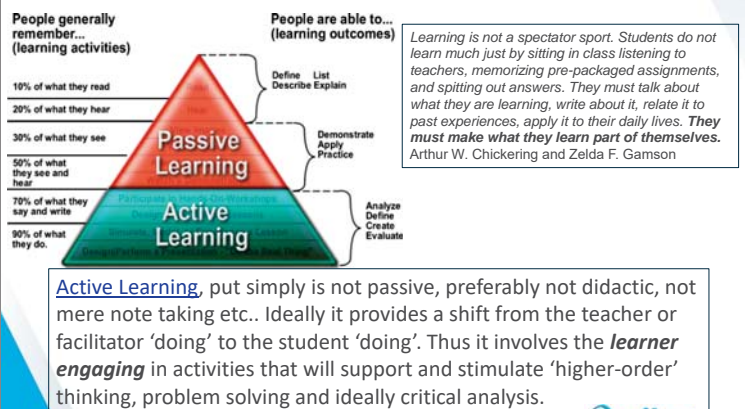 People generally
remember...
(learning activities)
People are able to...
(learning outcomes)
10% of what they read
20% of what they hear
30% of what they see
50% of what
they see and
hear
70% of what they
say and write
90% of what
they do.
Passive
Learning
Active
Learning
Participate in Hands-On-Workshops
Define List
Describe Explain
Demonstrate
Apply
Practice
Analyze
Define
Create
Evaluate
Learning is not a spectator sport. Students do not
learn much just by sitting in class listening to
teachers, memorizing pre-packaged assignments,
and spitting out answers. They must talk about
what they are learning, write about it, relate it to
past experiences, apply it to their daily lives. They
must make what they learn part of themselves.
Arthur W. Chickering and Zelda F. Gamson
Active Learning, put simply is not passive, preferably not didactic, not
mere note taking etc.. Ideally it provides a shift from the teacher or
facilitator ‘doing’ to the student ‘doing’. Thus it involves the learner
engaging in activities that will support and stimulate ‘higher-order’
thinking, problem solving and ideally critical analysis.